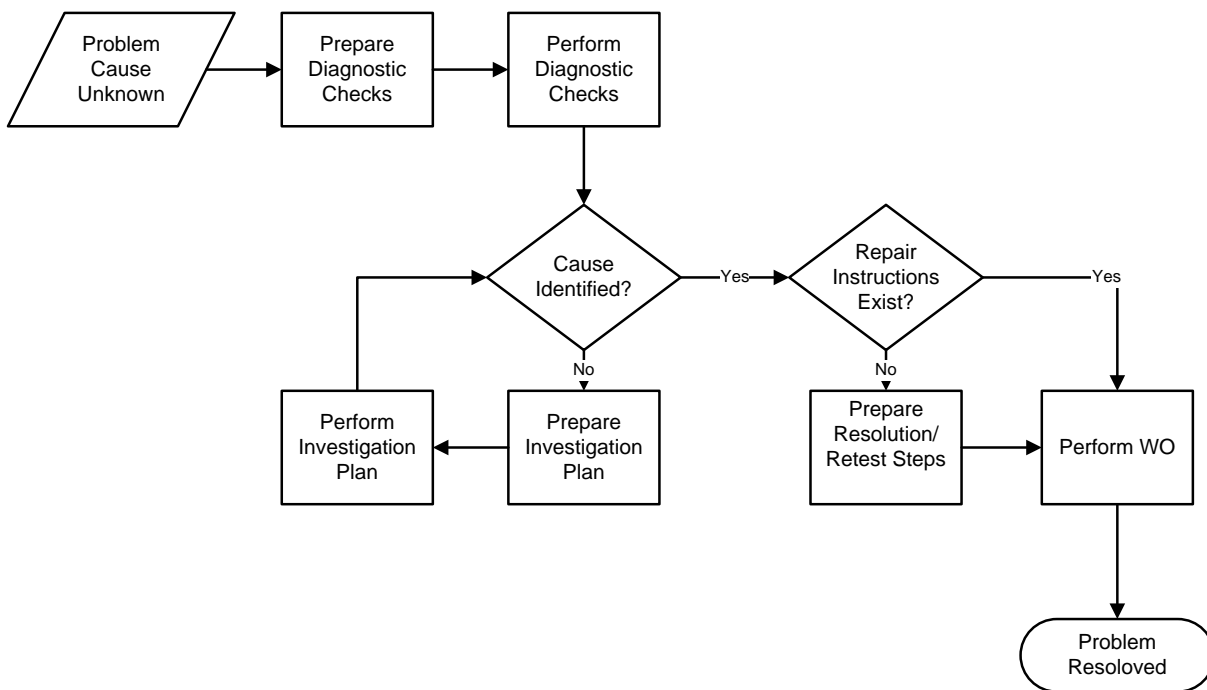 Problem
Cause
Unknown
Prepare
Diagnostic
Checks
Perform
Diagnostic
Checks
Cause
Identified?
Yes
Repair
Instructions
Exist?
Yes
No
No
Perform
Investigation
Plan
Prepare
Investigation
Plan
Prepare
Resolution/
Retest Steps
Perform WO
Problem
Resoloved